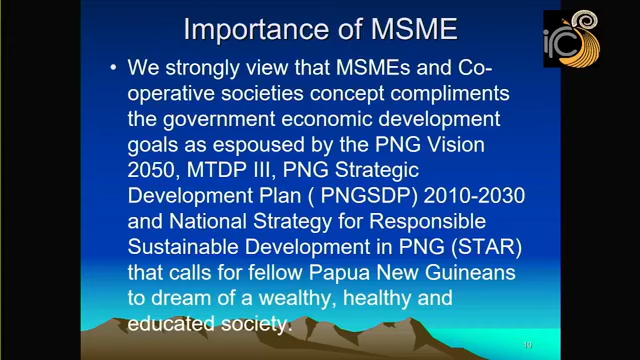 Importance of MSME
irc
• We strongly view that MSMEs and Co-
operative societies concept compliments
the government economic development
goals as espoused by the PNG Vision
2050, MTDP III, PNG Strategic
Development Plan ( PNGSDP) 2010-2030
and National Strategy for Responsible
Sustainable Development in PNG (STAR)
that calls for fellow Papua New Guineans
to dream of a wealthy, healthy and
educated society.